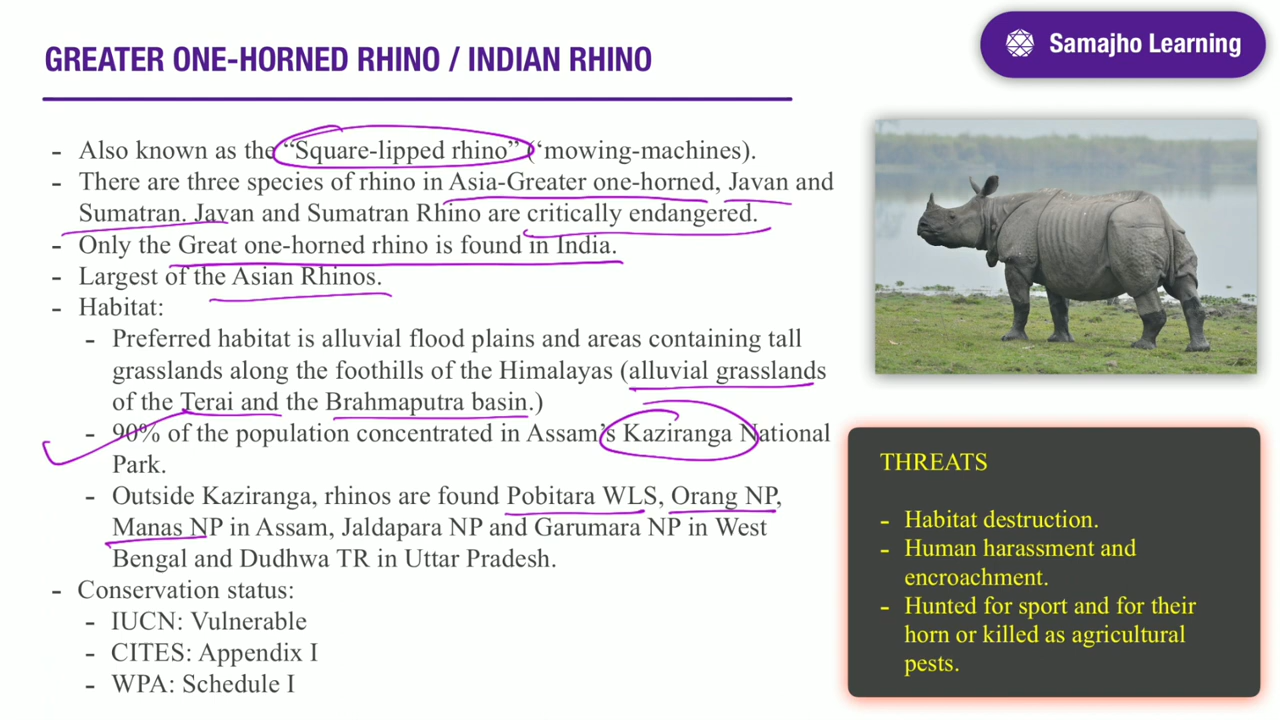 GREATER ONE-HORNED RHINO / INDIAN RHINO
Samajho Learning
- Also known as the “Square-lipped rhino” (‘mowing-machines).
- There are three species of rhino in Asia-Greater one-horned, Javan and
Sumatran. Javan and Sumatran Rhino are critically endangered.
- Only the Great one-horned rhino is found in India.
- Largest of the Asian Rhinos.
- Habitat:
- Preferred habitat is alluvial flood plains and areas containing tall
grasslands along the foothills of the Himalayas (alluvial grasslands
of the Terai and the Brahmaputra basin.)
- 90% of the population concentrated in Assam’s Kaziranga National
Park.
- Outside Kaziranga, rhinos are found Pobitara WLS, Orang NP,
Manas NP in Assam, Jaldapara NP and Garumara NP in West
Bengal and Dudhwa TR in Uttar Pradesh.
- Conservation status:
- IUCN: Vulnerable
- CITES: Appendix I
- WPA: Schedule I
THREATS
- Habitat destruction.
- Human harassment and
encroachment.
- Hunted for sport and for their
horn or killed as agricultural
pests.